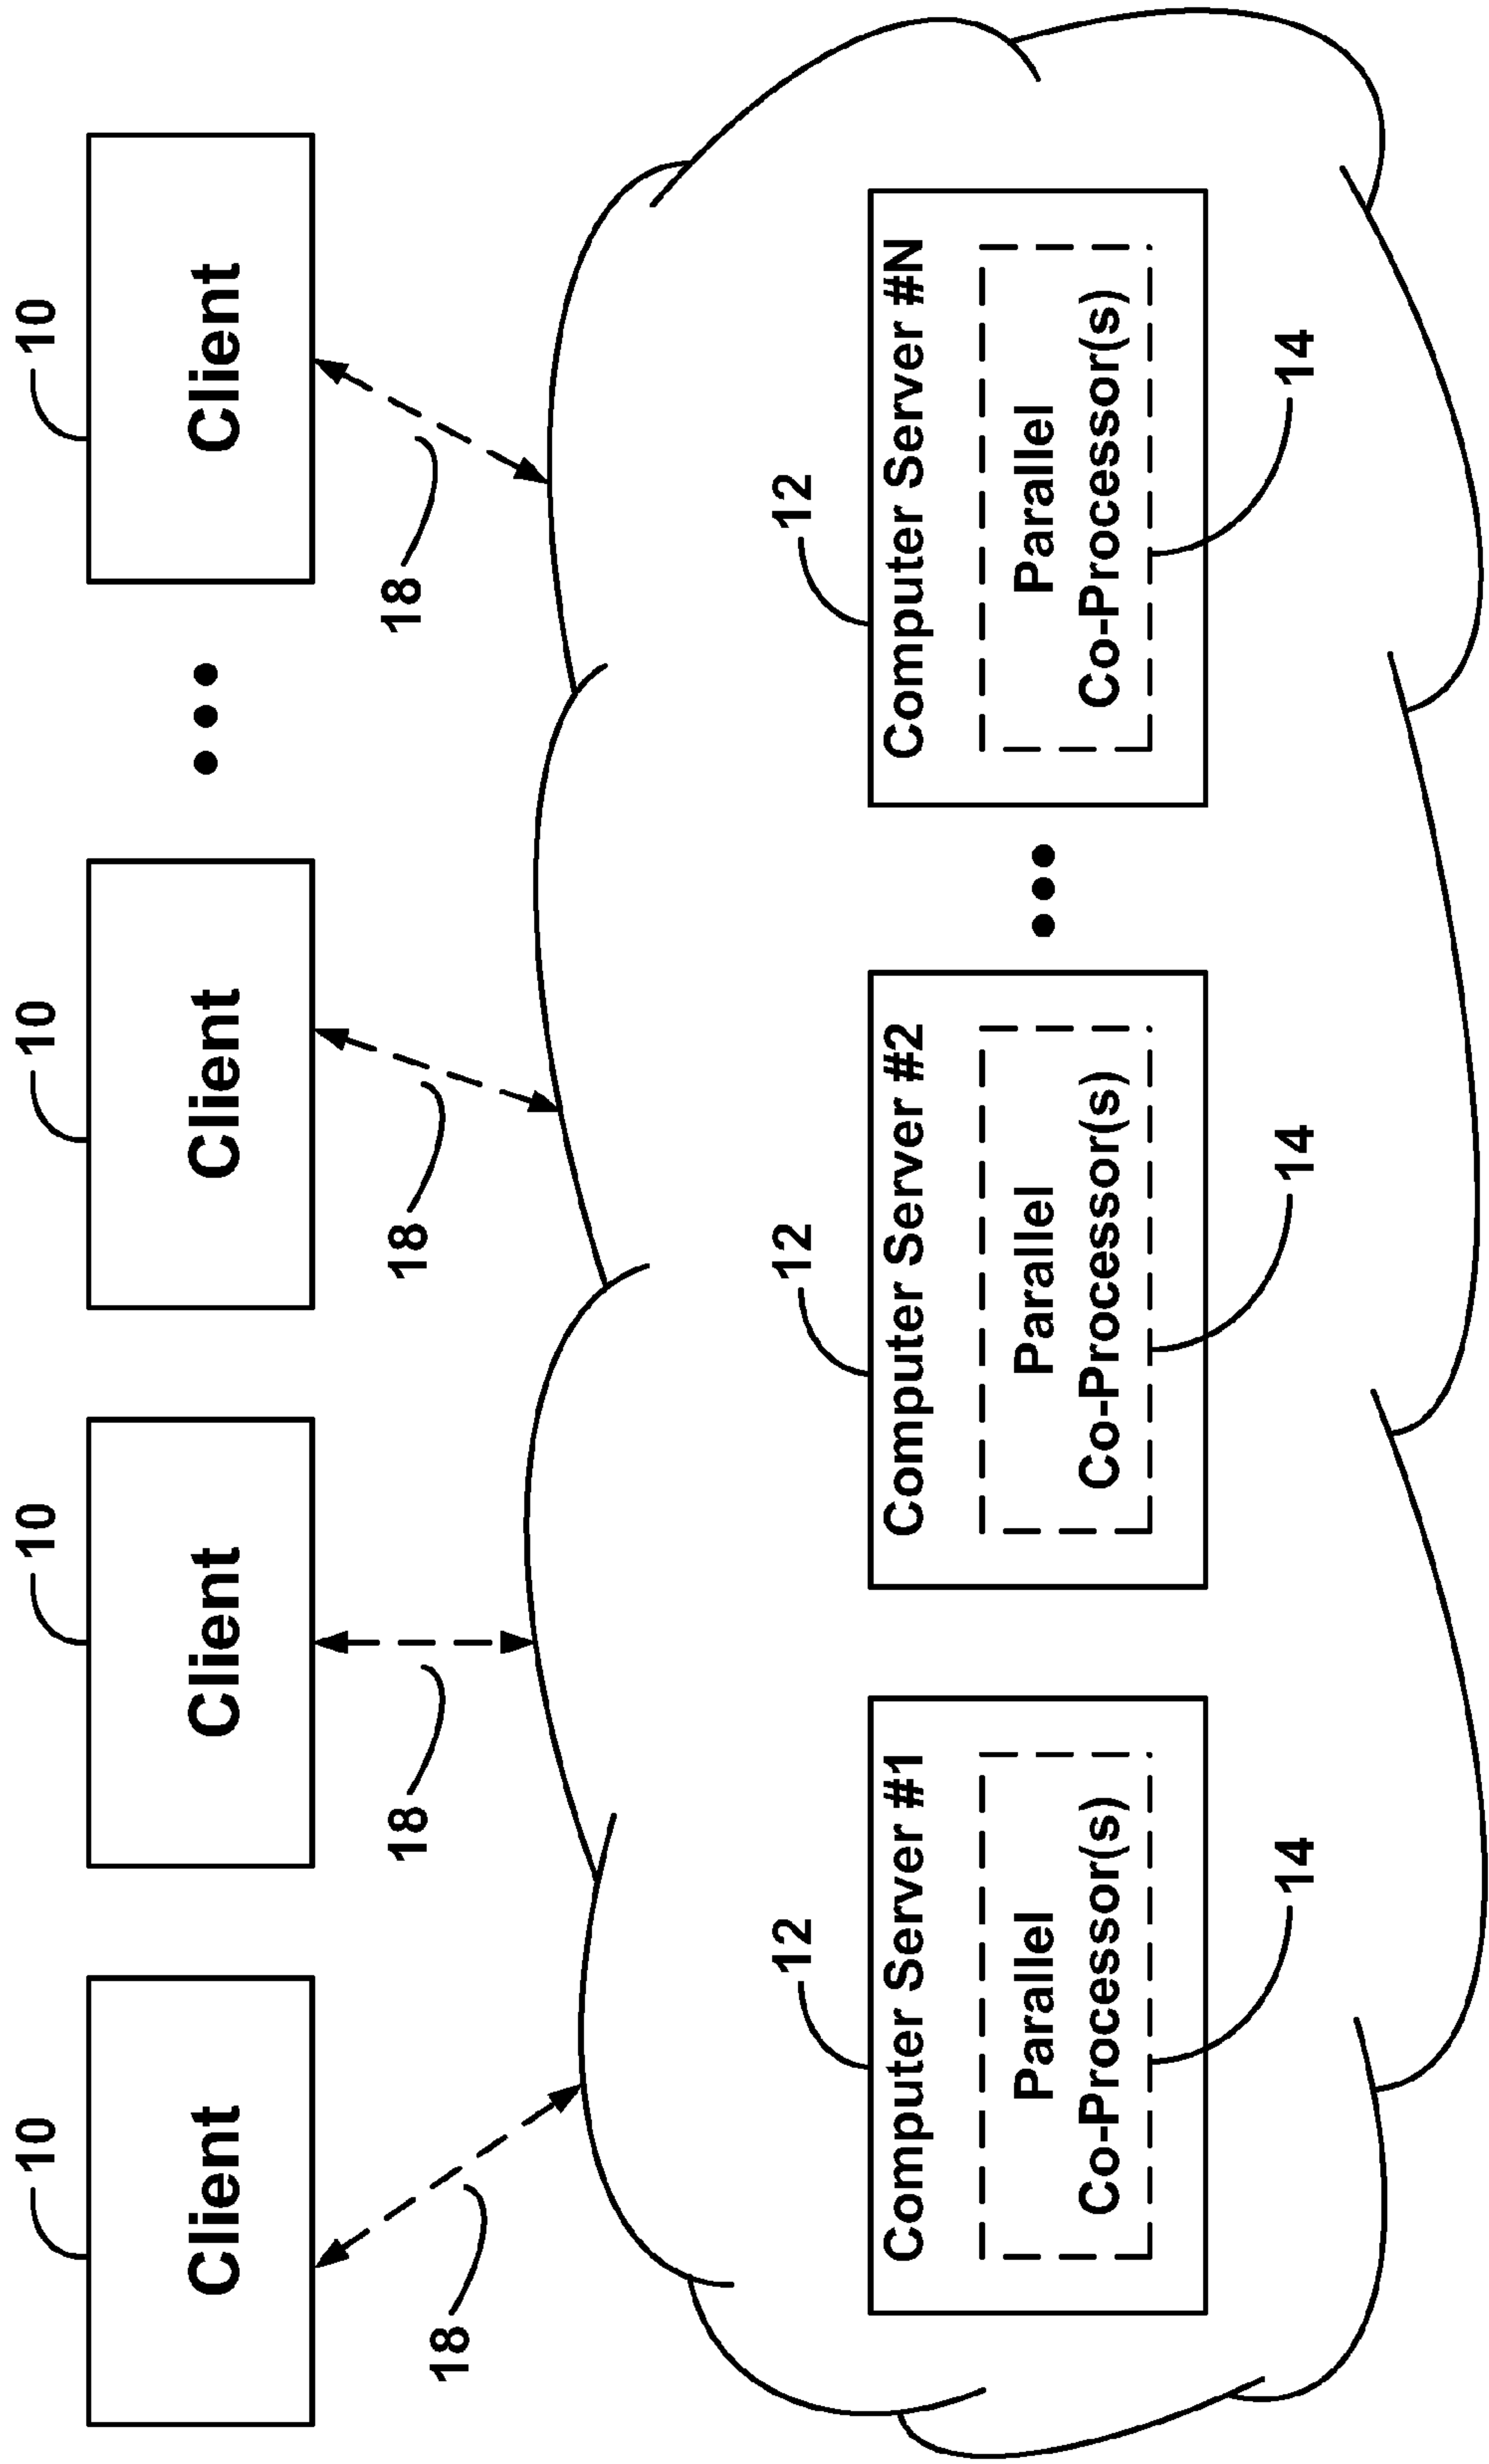 10
10
10
10
Client
Client
Client
Client
18
18
18
18
12
12
12
Computer Server #1
Computer Server #2
Computer Server #N
Parallel
Co-Processor(s)
Parallel
Co-Processor(s)
Parallel
Co-Processor(s)
14
14
14